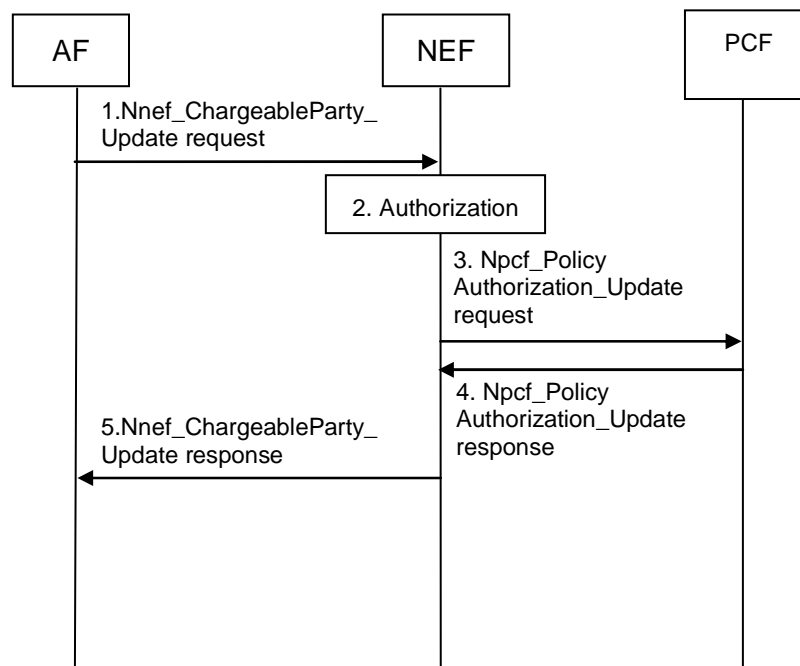 AF
NEF
PCF
1.Nnef_ChargeableParty_
Update request
2. Authorization
3. Npcf_Policy
Authorization_Update
request
4. Npcf_Policy
Authorization_Update
response
5.Nnef_ChargeableParty_
Update response